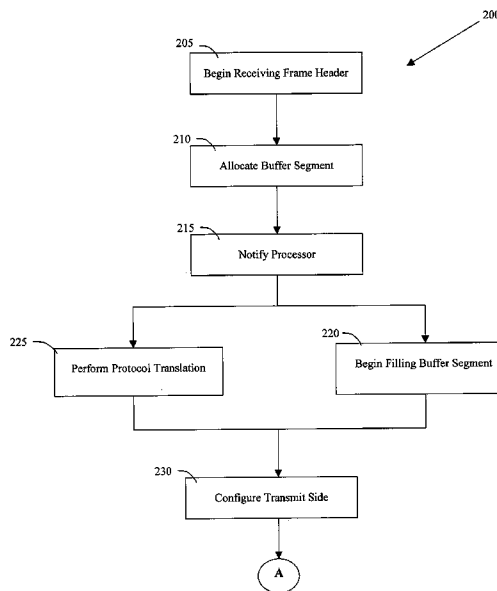 200
205
Begin Receiving Frame Header
210
Allocate Buffer Segment
215
Notify Processor
225
Perform Protocol Translation
220
Begin Filling Buffer Segment
230
Configure Transmit Side
A